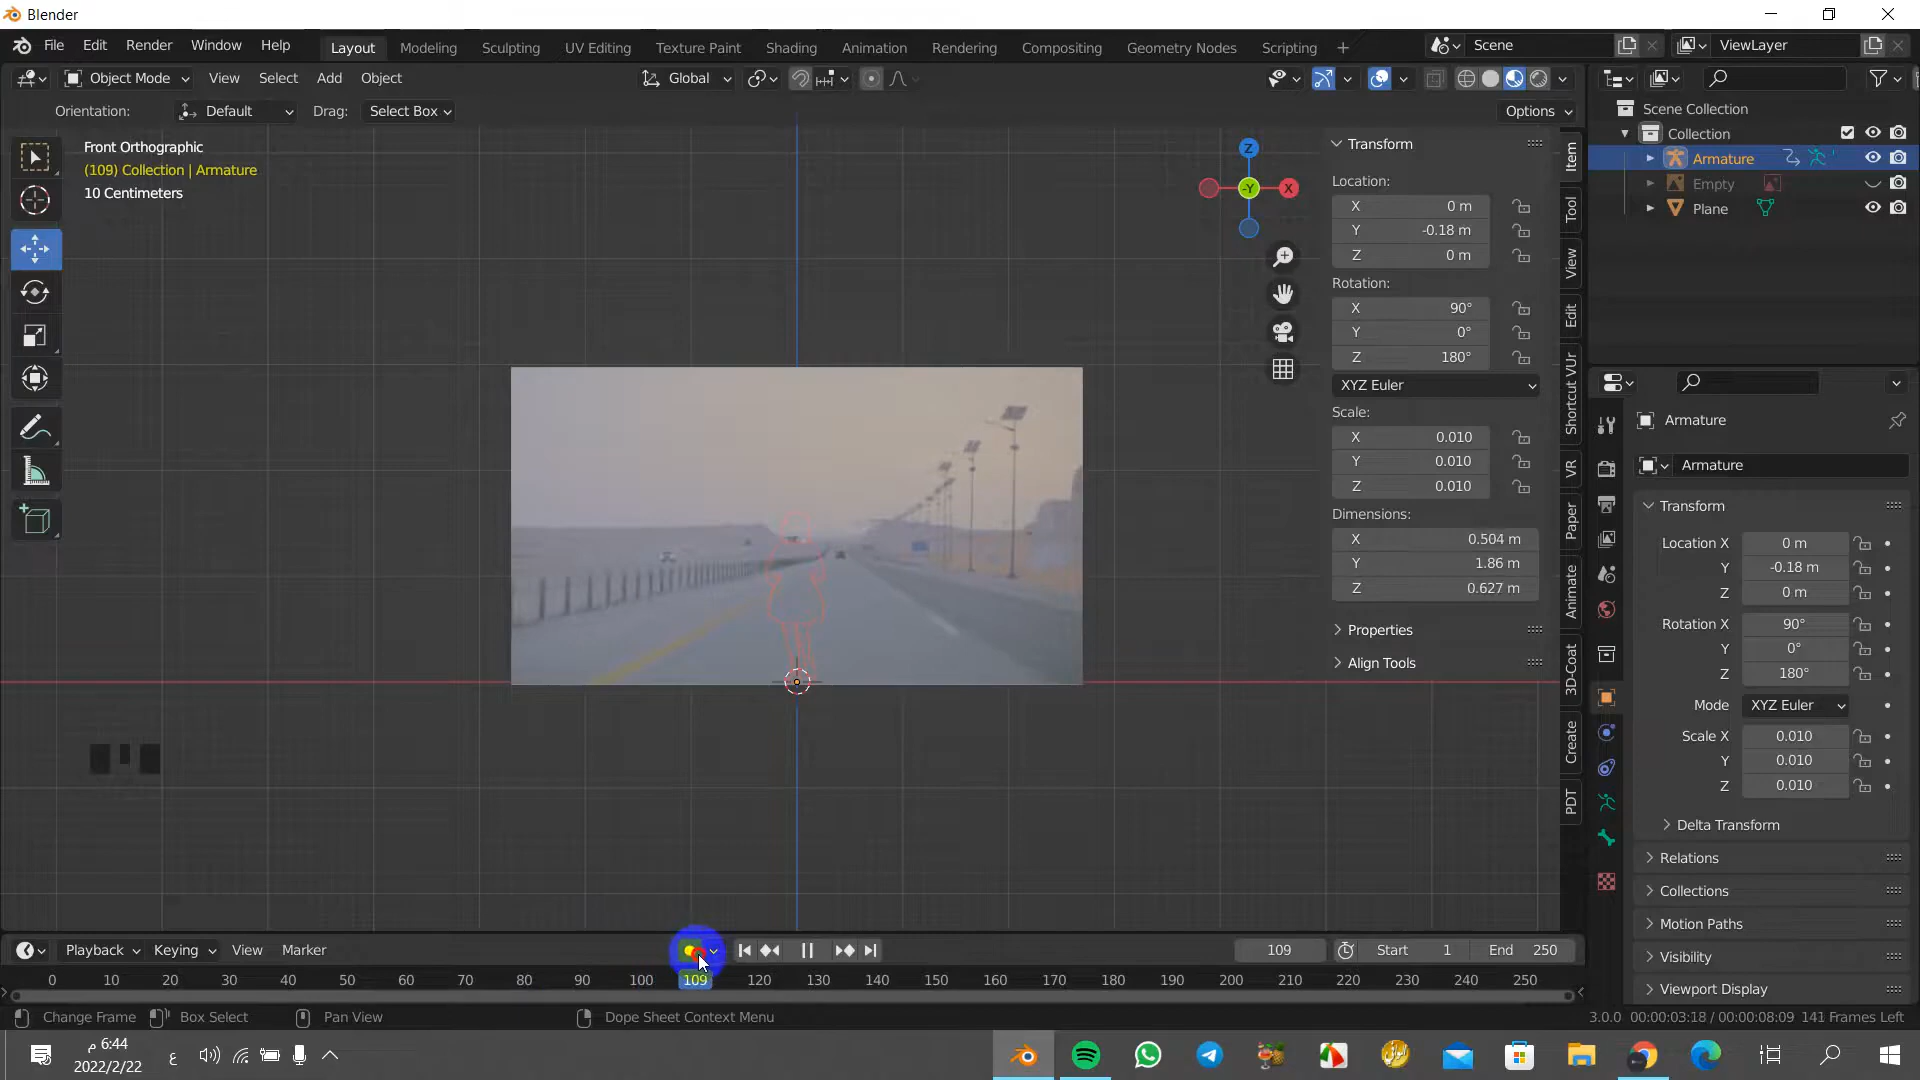 Blender
File Edit Render Window Help Layout Modeling Sculpting UV Editing Texture Paint Shading Animation Rendering Compositing Geometry Nodes Scripting + Scene ViewLayer
Object Mode View Select Add Object Global
Orientation: Default Drag: Select Box Options
Scene Collection
Collection
Armature
Empty
Plane
Front Orthographic
(109) Collection | Armature
10 Centimeters
Z
-Y
X
Transform
Location:
X 0 m
Y -0.18 m
Z 0 m
Rotation:
X 90°
Y 0°
Z 180°
XYZ Euler
Scale:
X 0.010
Y 0.010
Z 0.010
Dimensions:
X 0.504 m
Y 1.86 m
Z 0.627 m
Properties
Align Tools
Item
Tool
View
Edit
Shortcut VUr
VR
Paper
Animate
3D-Coat
Create
PDT
Armature
Armature
Transform
Location X 0 m
Y -0.18 m
Z 0 m
Rotation X 90°
Y 0°
Z 180°
Mode XYZ Euler
Scale X 0.010
Y 0.010
Z 0.010
Delta Transform
Relations
Collections
Motion Paths
Visibility
Viewport Display
Playback Keying View Marker 109 Start 1 End 250
0 10 20 30 40 50 60 70 80 90 100 109 120 130 140 150 160 170 180 190 200 210 220 230 240 250
Change Frame Box Select Pan View Dope Sheet Context Menu 3.0.0 00:00:03:18 / 00:00:08:09 141 Frames Left
6:44 م
2022/2/22
ع